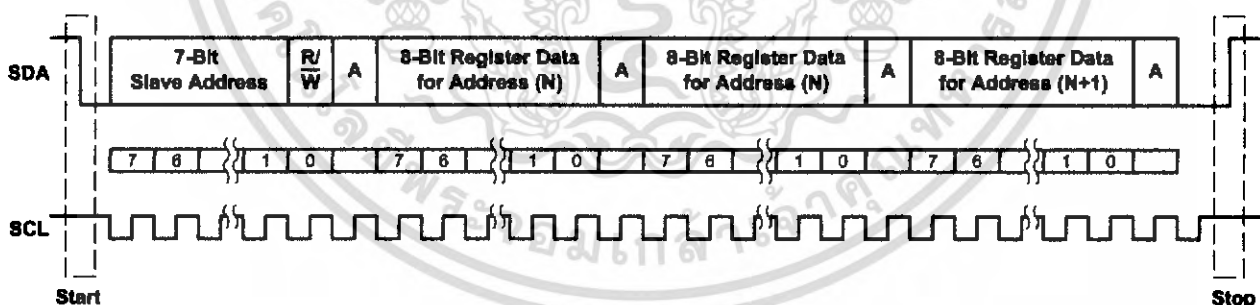 SDA
7-Bit
Slave Address
R/
W
A
8-Bit Register Data
for Address (N)
A
8-Bit Register Data
for Address (N)
A
8-Bit Register Data
for Address (N+1)
A
7 6 1 0 7 6 1 0 7 6 1 0 7 6 1 0
SCL
Start
Stop